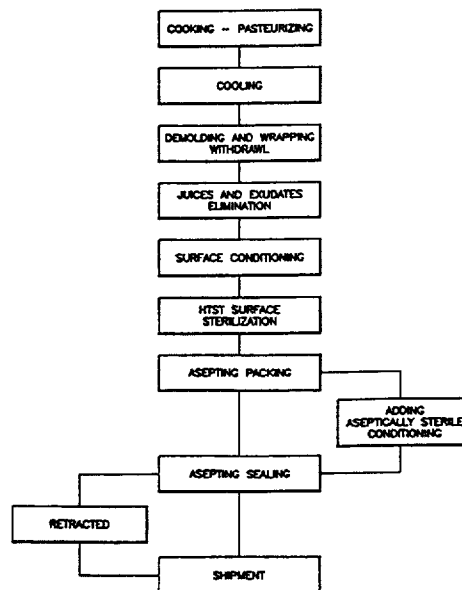 COOKING -- PASTEURIZING
COOLING
DEMOLDING AND WRAPPING
WITHDRAWL
JUICES AND EXUDATES
ELIMINATION
SURFACE CONDITIONING
HTST SURFACE
STERILIZATION
ASEPTING PACKING
ADDING
ASEPTICALLY STERILE
CONDITIONING
ASEPTING SEALING
RETRACTED
SHIPMENT